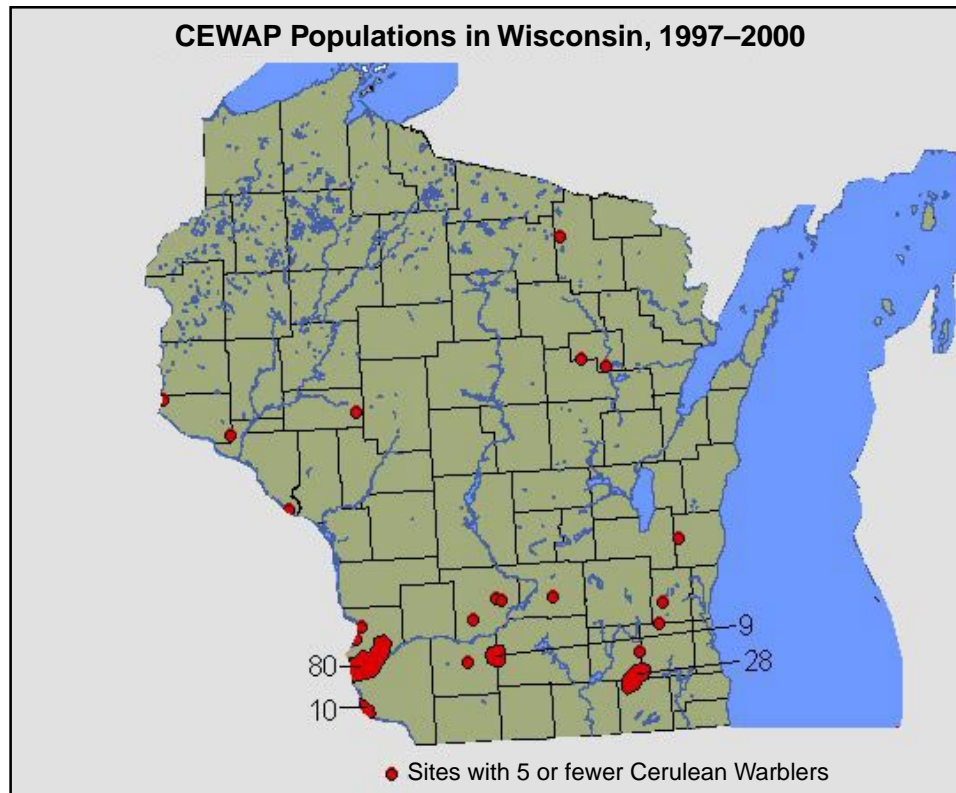 CEWAP Populations in Wisconsin, 1997–2000
9
28
80
10
Sites with 5 or fewer Cerulean Warblers